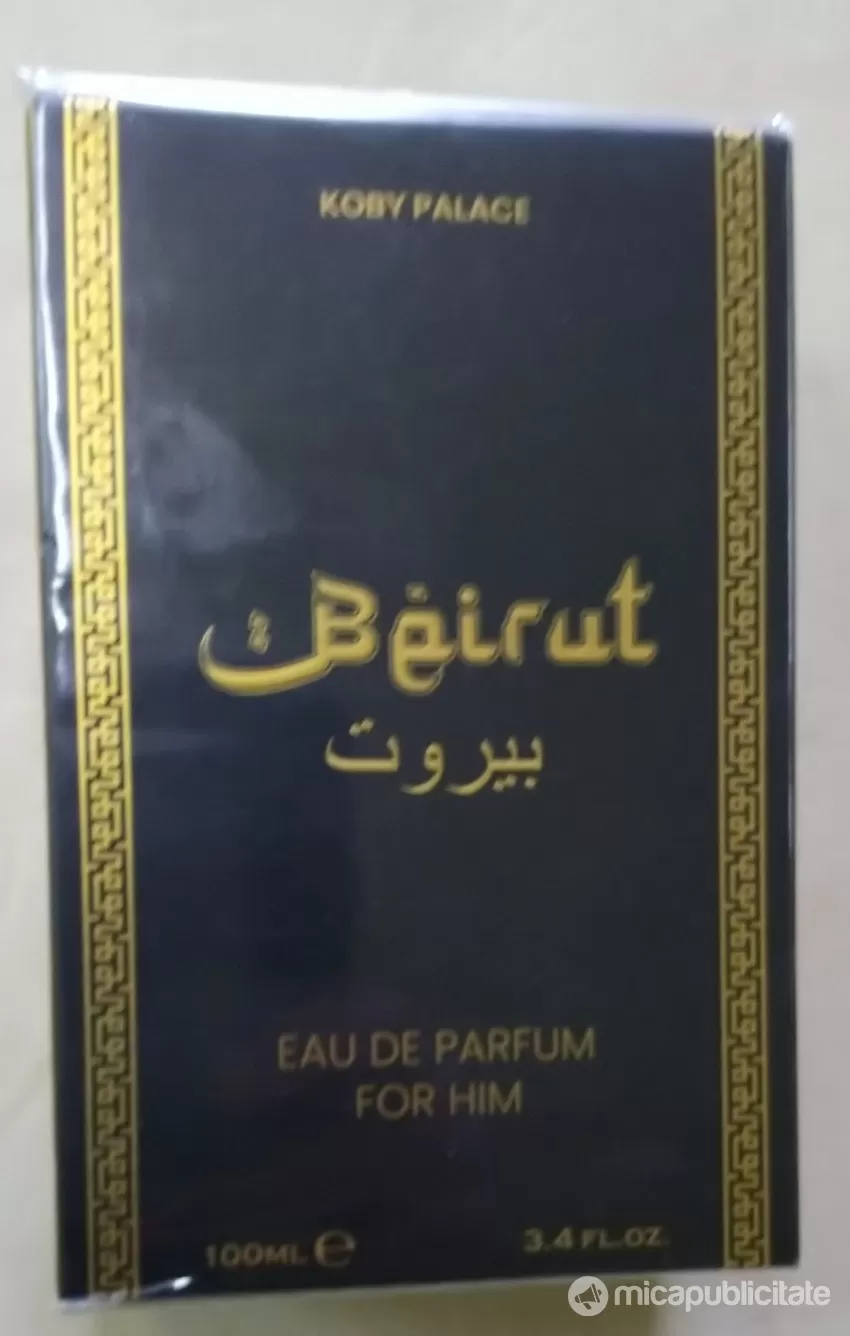 KOBY PALACE
Beirut
بيروت
EAU DE PARFUM
FOR HIM
100ML ℮ 3.4 FL.OZ.
micapublicitate